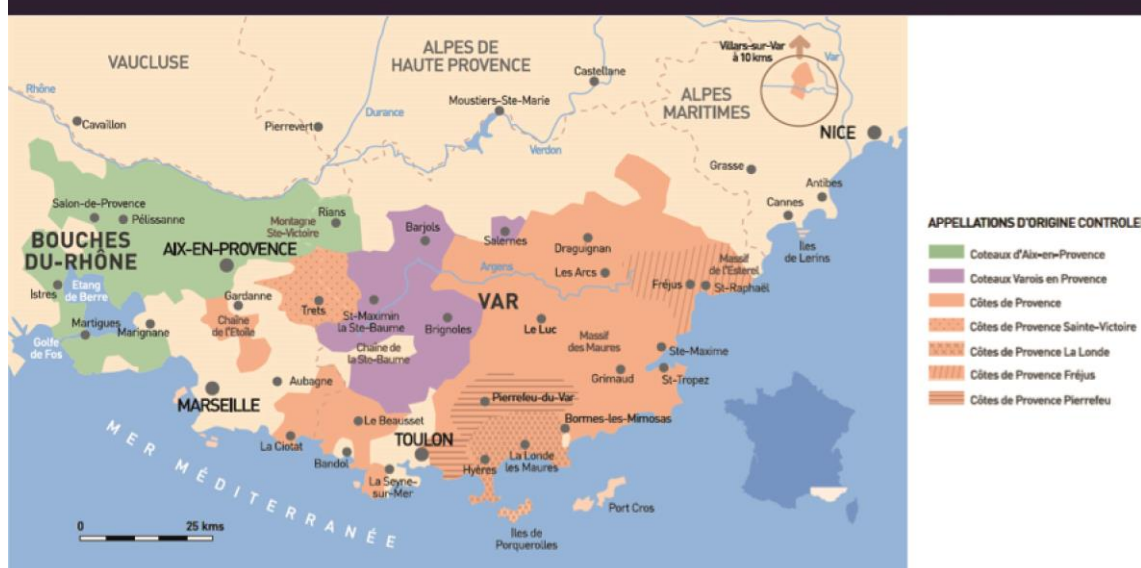 VAUCLUSE
ALPES DE
HAUTE PROVENCE
Villars-sur-Var
à 10 kms
Var
Castellane
Rhône
Durance
Moustiers-Ste-Marie
ALPES
MARITIMES
Cavaillon
Pierrevert
Verdon
NICE
Grasse
Antibes
Cannes
Salon-de-Provence
Pélissanne
Montagne
Ste-Victoire
Rians
Barjols
Salernes
Draguignan
Iles
de Lerins
BOUCHES
DU-RHÔNE
AIX-EN-PROVENCE
Argens
Les Arcs
Massif
de l'Esterel
Fréjus
St-Raphaël
Istres
Etang
de Berre
Gardanne
Trets
St-Maximin
la Ste-Baume
VAR
Martigues
Marignane
Chaîne
de l'Etoile
Brignoles
Le Luc
Golfe
de Fos
Chaîne de
la Ste-Baume
Massif
des Maures
Ste-Maxime
Grimaud
St-Tropez
Aubagne
MARSEILLE
Pierrefeu-du-Var
Le Beausset
Bormes-les-Mimosas
La Ciotat
TOULON
Bandol
La Londe
les Maures
Hyères
La Seyne-
sur-Mer
Port Cros
Iles de
Porquerolles
MER MÉDITERRANÉE
0 25 kms
APPELLATIONS D'ORIGINE CONTROLE
Coteaux d'Aix-en-Provence
Coteaux Varois en Provence
Côtes de Provence
Côtes de Provence Sainte-Victoire
Côtes de Provence La Londe
Côtes de Provence Fréjus
Côtes de Provence Pierrefeu